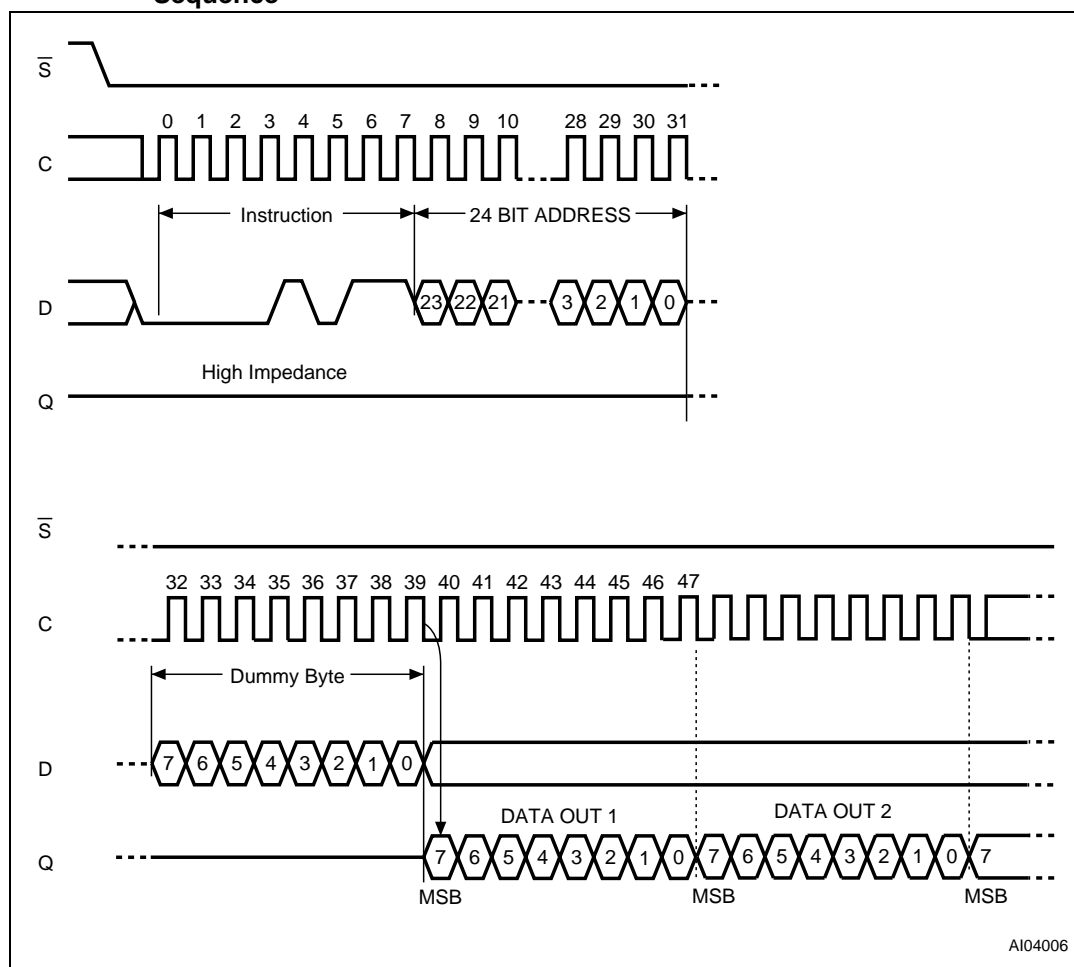 Sequence
S
0 1 2 3 4 5 6 7 8 9 10 28 29 30 31
C
Instruction 24 BIT ADDRESS
D 23 22 21 3 2 1 0
High Impedance
Q
S
32 33 34 35 36 37 38 39 40 41 42 43 44 45 46 47
C
Dummy Byte
D 7 6 5 4 3 2 1 0
DATA OUT 1 DATA OUT 2
Q 7 6 5 4 3 2 1 0 7 6 5 4 3 2 1 0 7
MSB MSB MSB
AI04006